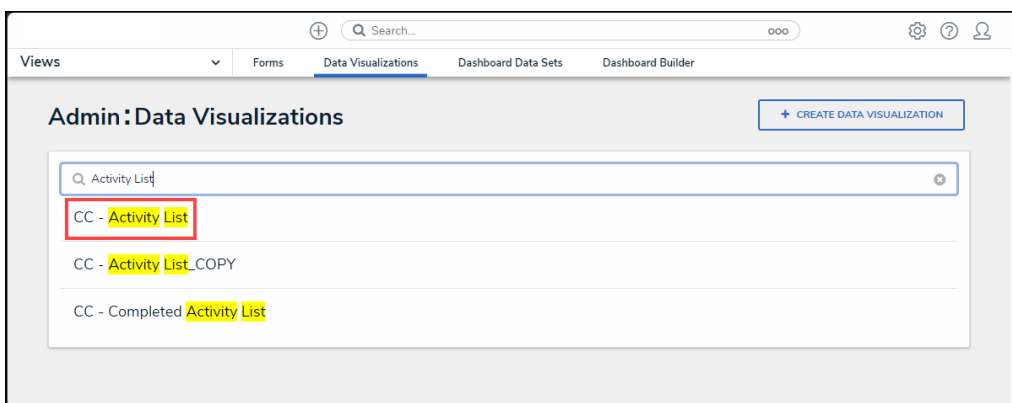 Search...
Views Forms Data Visualizations Dashboard Data Sets Dashboard Builder
Admin:Data Visualizations
+ CREATE DATA VISUALIZATION
Activity List
CC - Activity List
CC - Activity List_COPY
CC - Completed Activity List